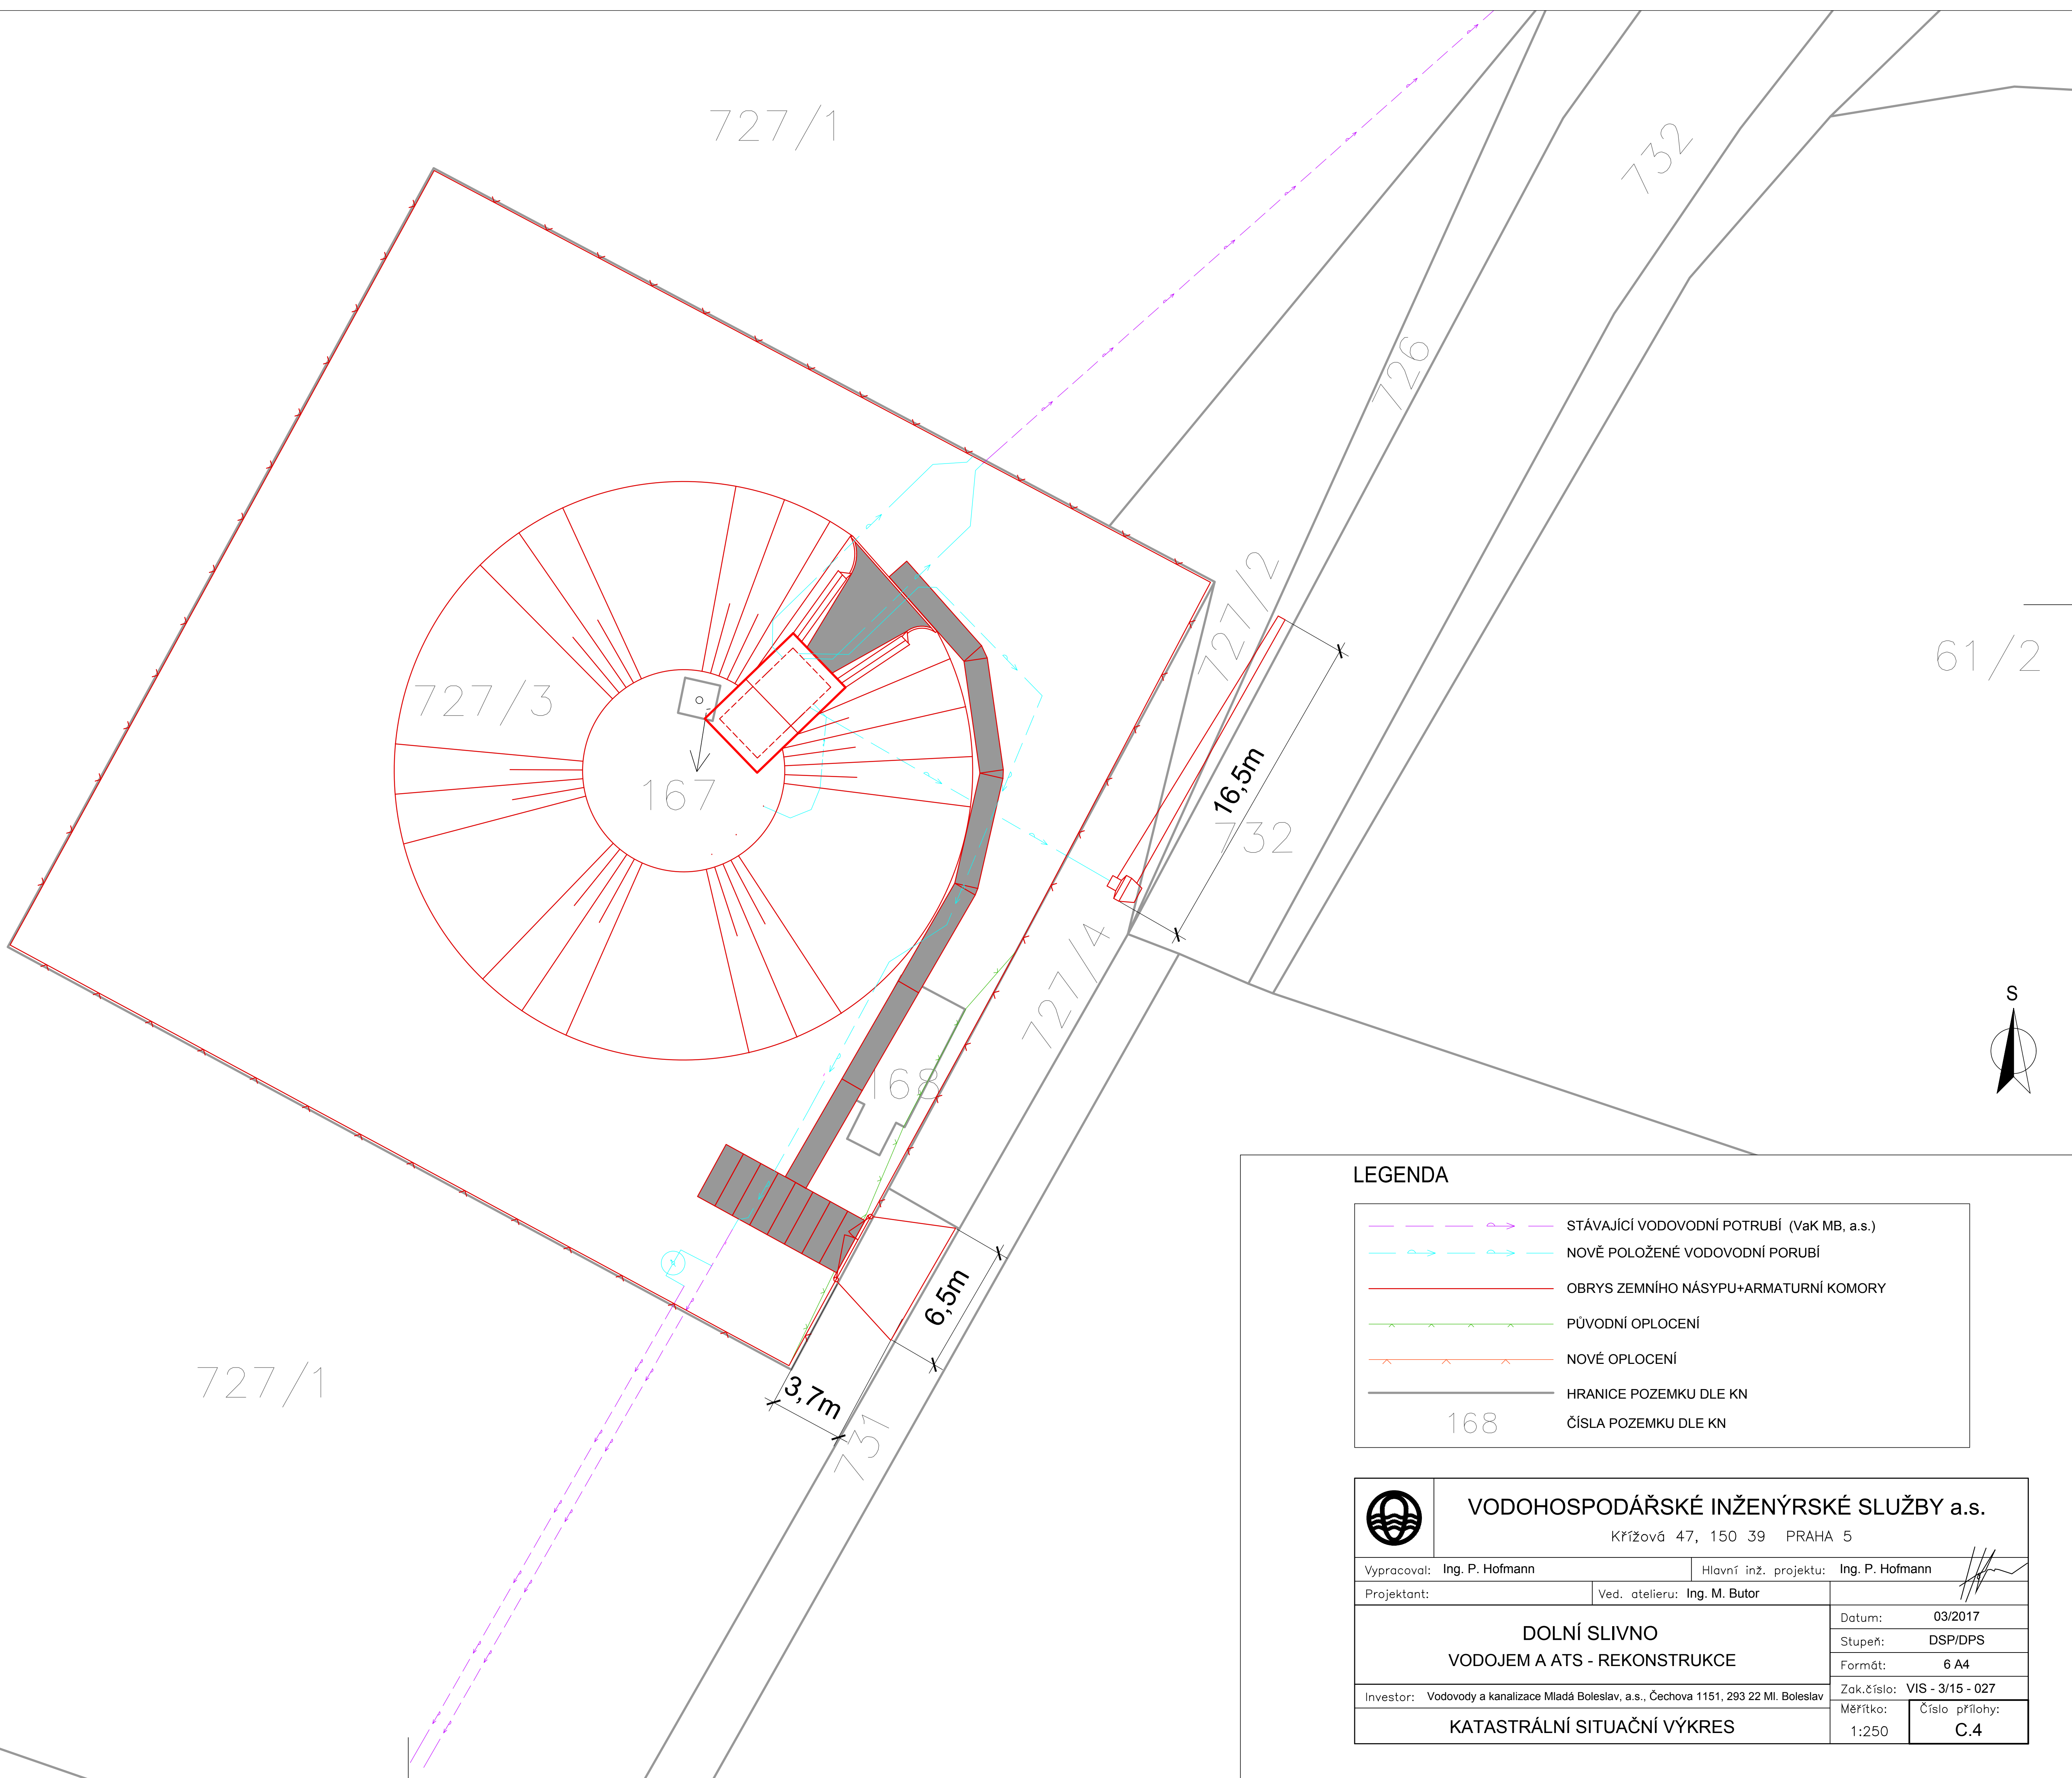 727/1
732
726
727/2
61/2
727/3
16,5m
167
732
727/4
S
168
6,5m
727/1
3,7m
731
LEGENDA
STÁVAJÍCÍ VODOVODNÍ POTRUBÍ (VaK MB, a.s.)
NOVĚ POLOŽENÉ VODOVODNÍ PORUBÍ
OBRYS ZEMNÍHO NÁSYPU+ARMATURNÍ KOMORY
PŮVODNÍ OPLOCENÍ
NOVÉ OPLOCENÍ
HRANICE POZEMKU DLE KN
168 ČÍSLA POZEMKU DLE KN
VODOHOSPODÁŘSKÉ INŽENÝRSKÉ SLUŽBY a.s.
Křížová 47, 150 39 PRAHA 5
Vypracoval: Ing. P. Hofmann Hlavní inž. projektu: Ing. P. Hofmann
Projektant: Ved. atelieru: Ing. M. Butor
Datum: 03/2017
DOLNÍ SLIVNO
Stupeň: DSP/DPS
VODOJEM A ATS - REKONSTRUKCE
Formát: 6 A4
Investor: Vodovody a kanalizace Mladá Boleslav, a.s., Čechova 1151, 293 22 Ml. Boleslav
Zak.číslo: VIS - 3/15 - 027
KATASTRÁLNÍ SITUAČNÍ VÝKRES
Měřítko: Číslo přílohy:
1:250 C.4